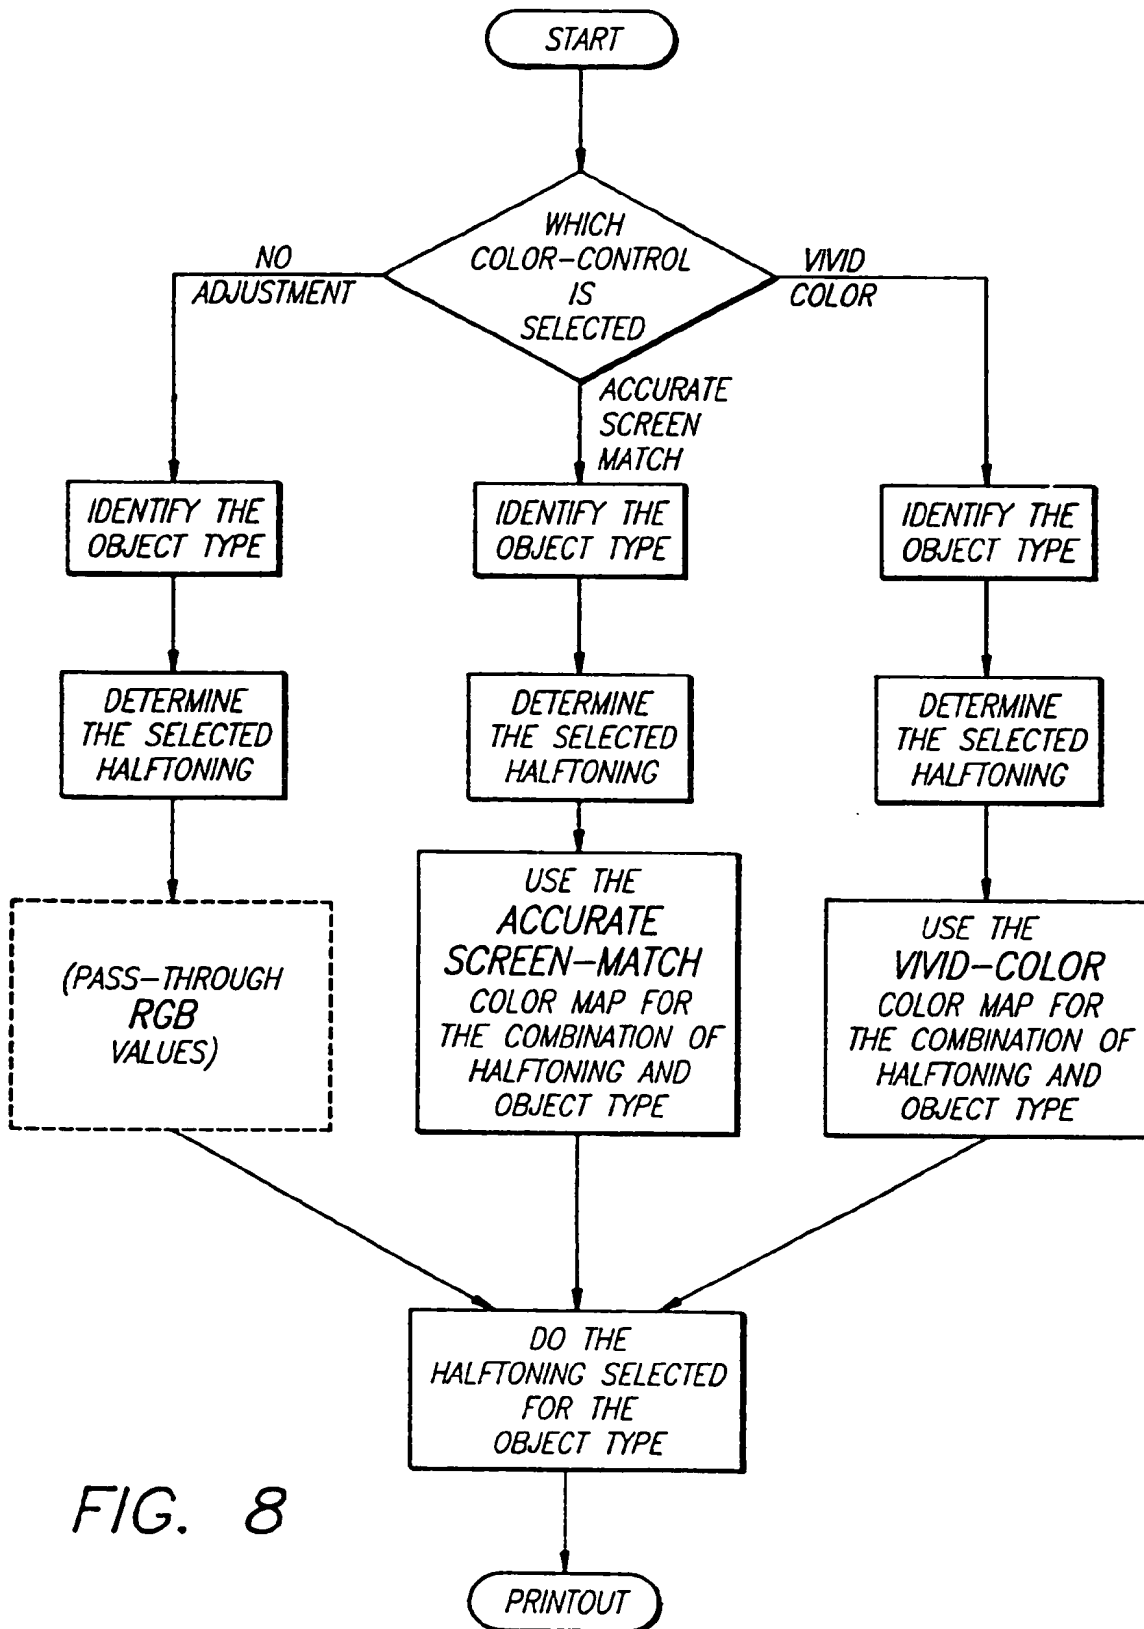 START
WHICH
COLOR-CONTROL
IS
SELECTED
NO
ADJUSTMENT
VIVID
COLOR
ACCURATE
SCREEN
MATCH
IDENTIFY THE
OBJECT TYPE
IDENTIFY THE
OBJECT TYPE
IDENTIFY THE
OBJECT TYPE
DETERMINE
THE SELECTED
HALFTONING
DETERMINE
THE SELECTED
HALFTONING
DETERMINE
THE SELECTED
HALFTONING
(PASS-THROUGH
RGB
VALUES)
USE THE
ACCURATE
SCREEN-MATCH
COLOR MAP FOR
THE COMBINATION OF
HALFTONING AND
OBJECT TYPE
USE THE
VIVID-COLOR
COLOR MAP FOR
THE COMBINATION OF
HALFTONING AND
OBJECT TYPE
DO THE
HALFTONING SELECTED
FOR THE
OBJECT TYPE
FIG. 8
PRINTOUT